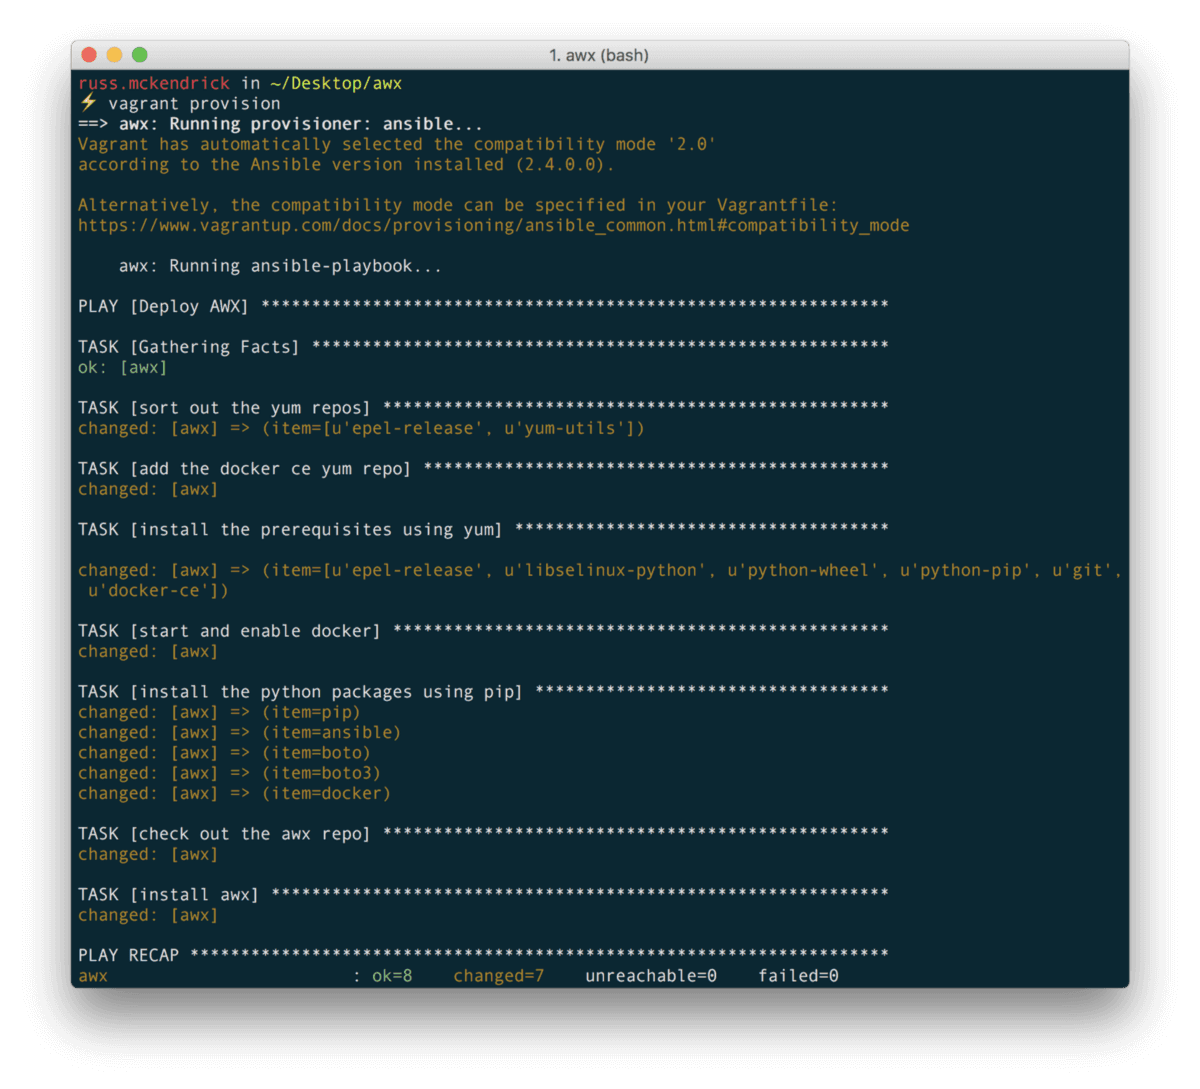 1. awx (bash)
russ.mckendrick in ~/Desktop/awx
⚡ vagrant provision
==> awx: Running provisioner: ansible...
Vagrant has automatically selected the compatibility mode '2.0'
according to the Ansible version installed (2.4.0.0).
Alternatively, the compatibility mode can be specified in your Vagrantfile:
https://www.vagrantup.com/docs/provisioning/ansible_common.html#compatibility_mode
    awx: Running ansible-playbook...
PLAY [Deploy AWX] **************************************************************
TASK [Gathering Facts] *********************************************************
ok: [awx]
TASK [sort out the yum repos] **************************************************
changed: [awx] => (item=[u'epel-release', u'yum-utils'])
TASK [add the docker ce yum repo] **********************************************
changed: [awx]
TASK [install the prerequisites using yum] *************************************
changed: [awx] => (item=[u'epel-release', u'libselinux-python', u'python-wheel', u'python-pip', u'git',
 u'docker-ce'])
TASK [start and enable docker] *************************************************
changed: [awx]
TASK [install the python packages using pip] ***********************************
changed: [awx] => (item=pip)
changed: [awx] => (item=ansible)
changed: [awx] => (item=boto)
changed: [awx] => (item=boto3)
changed: [awx] => (item=docker)
TASK [check out the awx repo] **************************************************
changed: [awx]
TASK [install awx] *************************************************************
changed: [awx]
PLAY RECAP *********************************************************************
awx                        : ok=8    changed=7    unreachable=0    failed=0